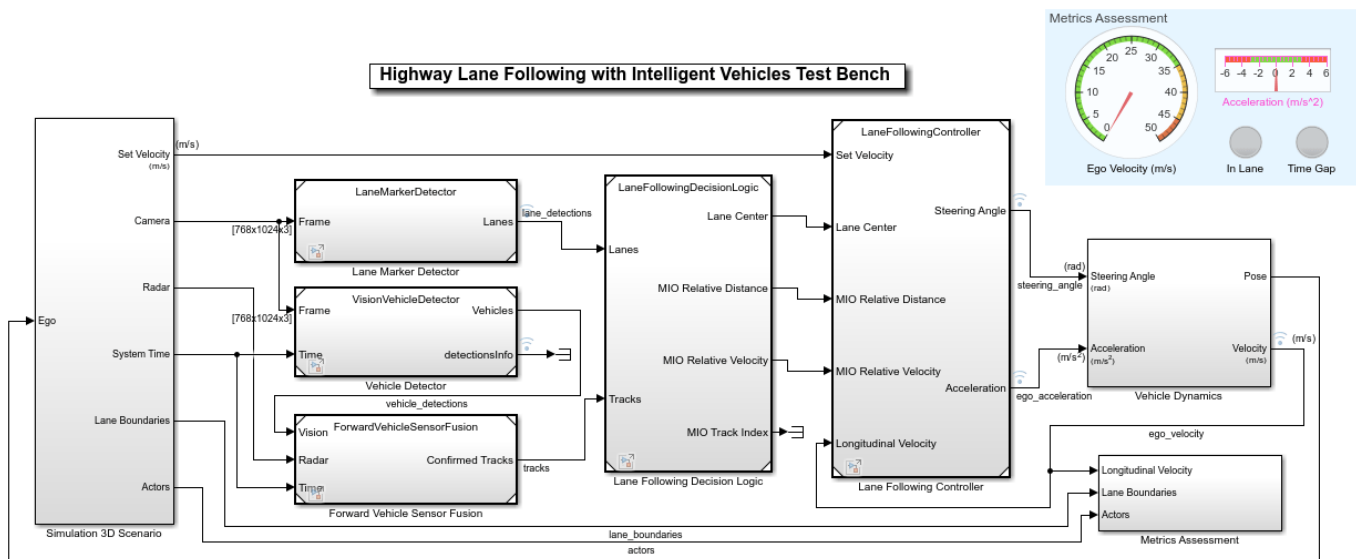 Metrics Assessment
0
5
10
15
20
25
30
35
40
45
50
Ego Velocity (m/s)
-6 -4 -2 0 2 4 6
Acceleration (m/s^2)
In Lane
Time Gap
Highway Lane Following with Intelligent Vehicles Test Bench
Ego
Set Velocity
(m/s)
Camera
Radar
System Time
Lane Boundaries
Actors
Simulation 3D Scenario
(m/s)
[768x1024x3]
LaneMarkerDetector
Frame
Lanes
Lane Marker Detector
lane_detections
[768x1024x3]
VisionVehicleDetector
Frame
Time
Vehicles
detectionsInfo
Vehicle Detector
vehicle_detections
ForwardVehicleSensorFusion
Vision
Radar
Time
Confirmed Tracks
Forward Vehicle Sensor Fusion
tracks
LaneFollowingDecisionLogic
Lanes
Tracks
Lane Center
MIO Relative Distance
MIO Relative Velocity
MIO Track Index
Lane Following Decision Logic
LaneFollowingController
Set Velocity
Lane Center
MIO Relative Distance
MIO Relative Velocity
Longitudinal Velocity
Steering Angle
Acceleration
Lane Following Controller
(rad)
steering_angle
(m/s²)
ego_acceleration
Steering Angle
(rad)
Acceleration
(m/s²)
Pose
Velocity
(m/s)
Vehicle Dynamics
(m/s)
ego_velocity
Longitudinal Velocity
Lane Boundaries
Actors
Metrics Assessment
lane_boundaries
actors